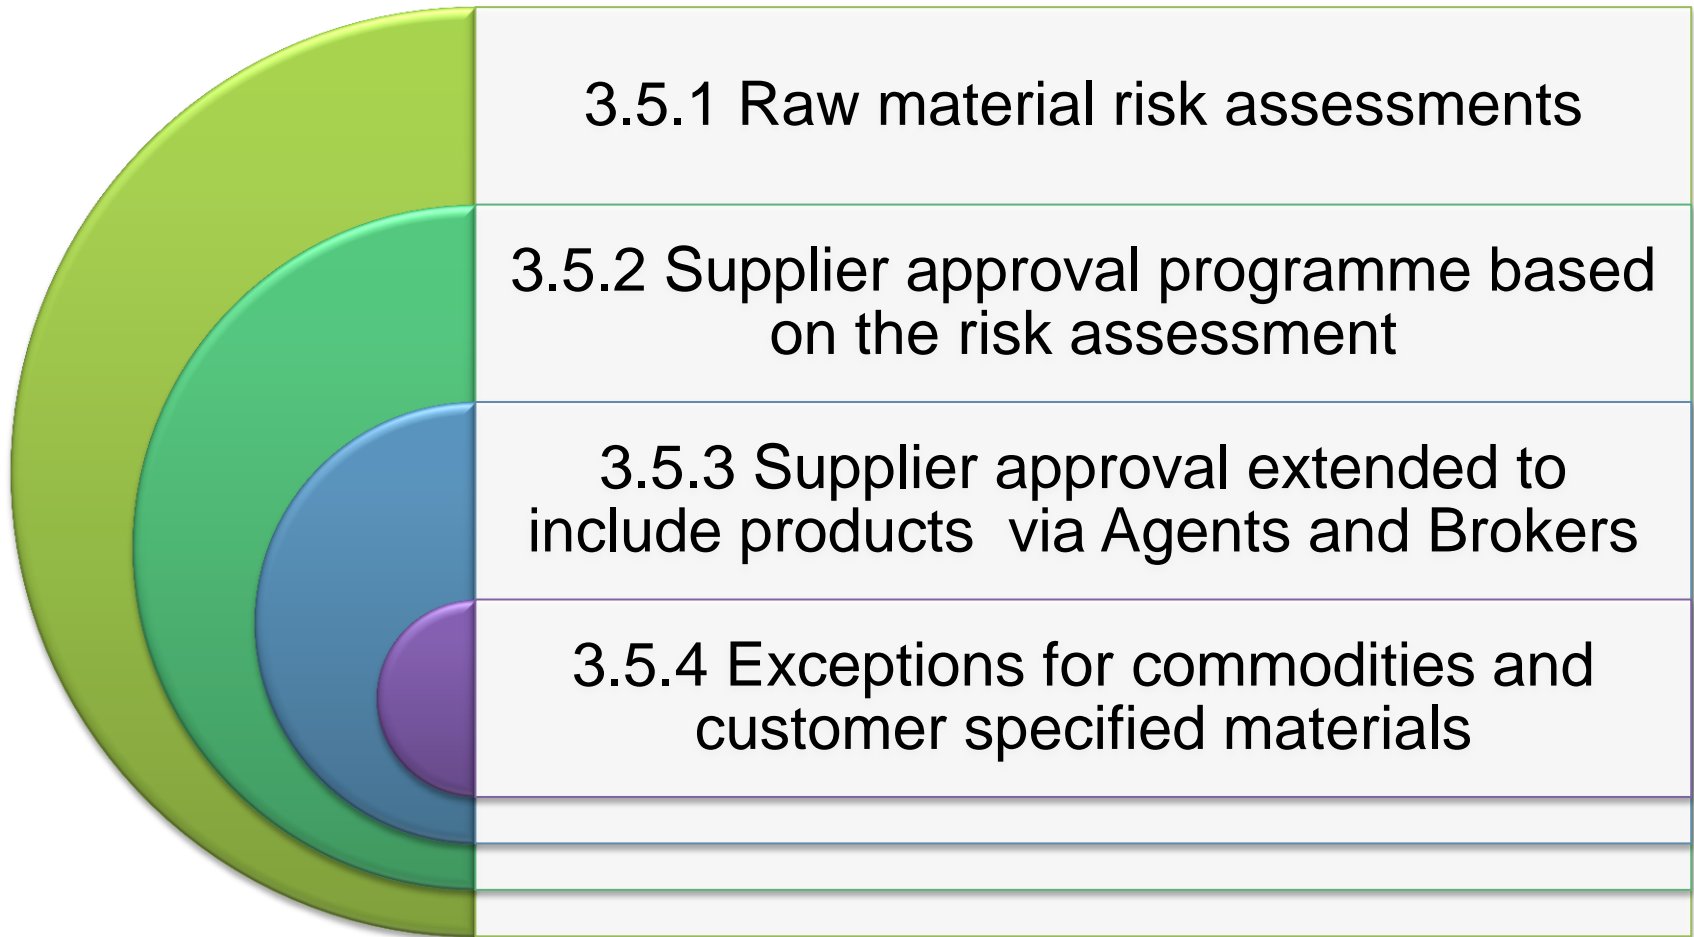 3.5.1 Raw material risk assessments
3.5.2 Supplier approval programme based
on the risk assessment
3.5.3 Supplier approval extended to
include products  via Agents and Brokers
3.5.4 Exceptions for commodities and
customer specified materials